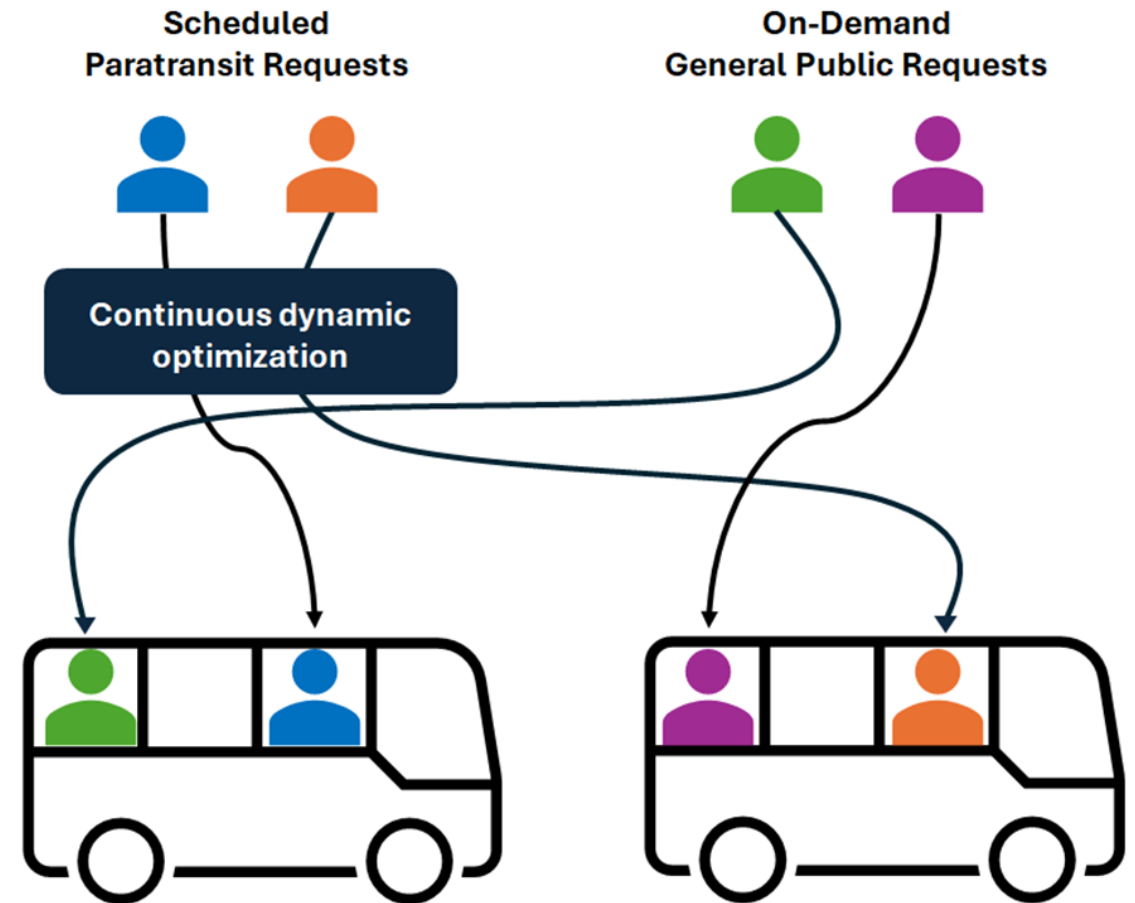 Scheduled
Paratransit Requests
On-Demand
General Public Requests
Continuous dynamic
optimization